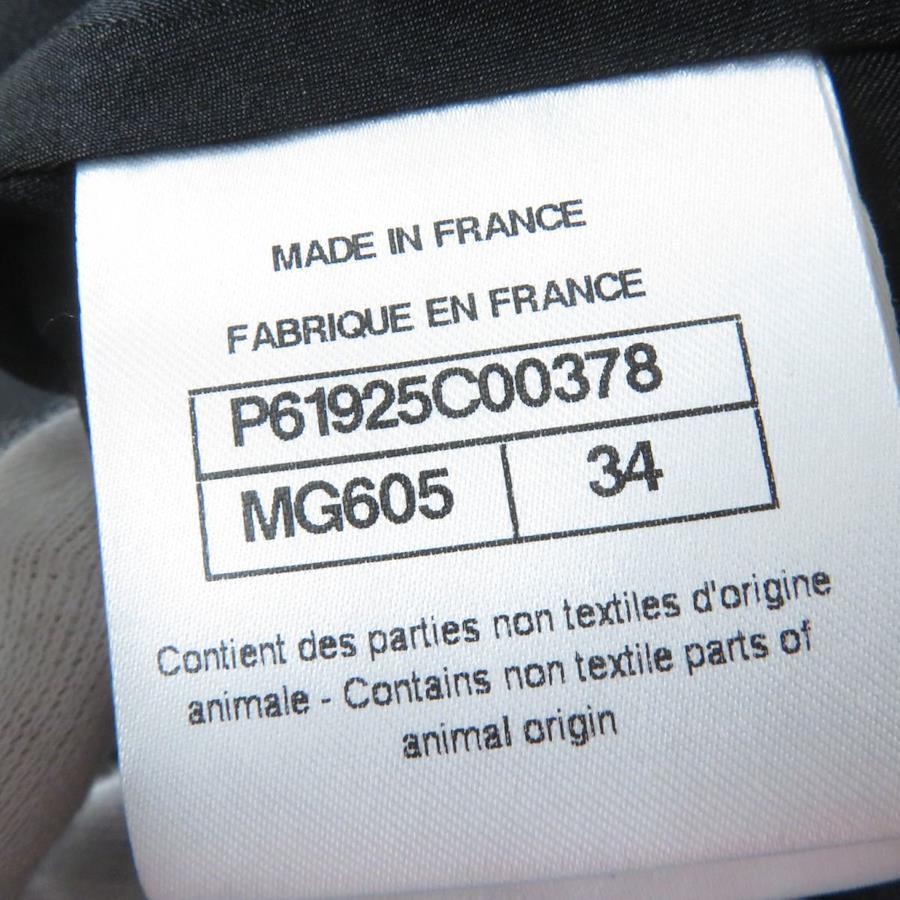 MADE IN FRANCE
FABRIQUE EN FRANCE
P61925C00378
MG605 34
Contient des parties non textiles d'origine
animale - Contains non textile parts of
animal origin